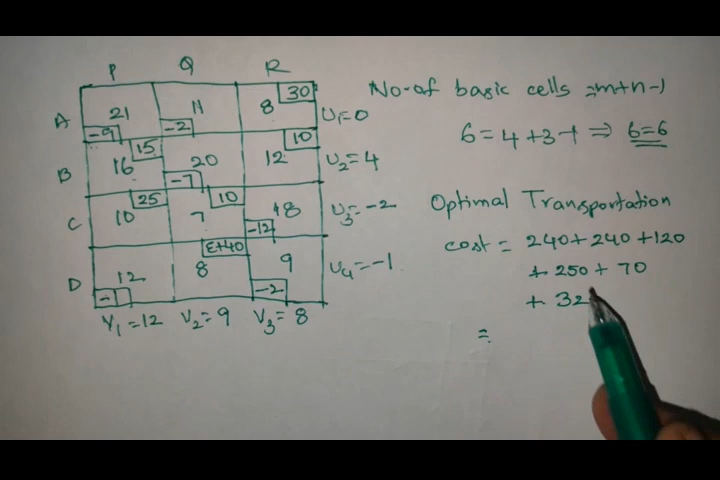 P Q R
No. of basic cells = m+n-1
A 21 11 8 30 U1=0
-9 -2
6 = 4+3-1 ⇒ 6=6
15 10
B 16 20 12 U2=4
-7
25 10
C 10 7 18 U3=-2
-12
Optimal Transportation
cost = 240+240+120
E+40
D 12 8 9 U4=-1
-2
+ 250 + 70
+ 32
V1=12 V2=9 V3=8
=